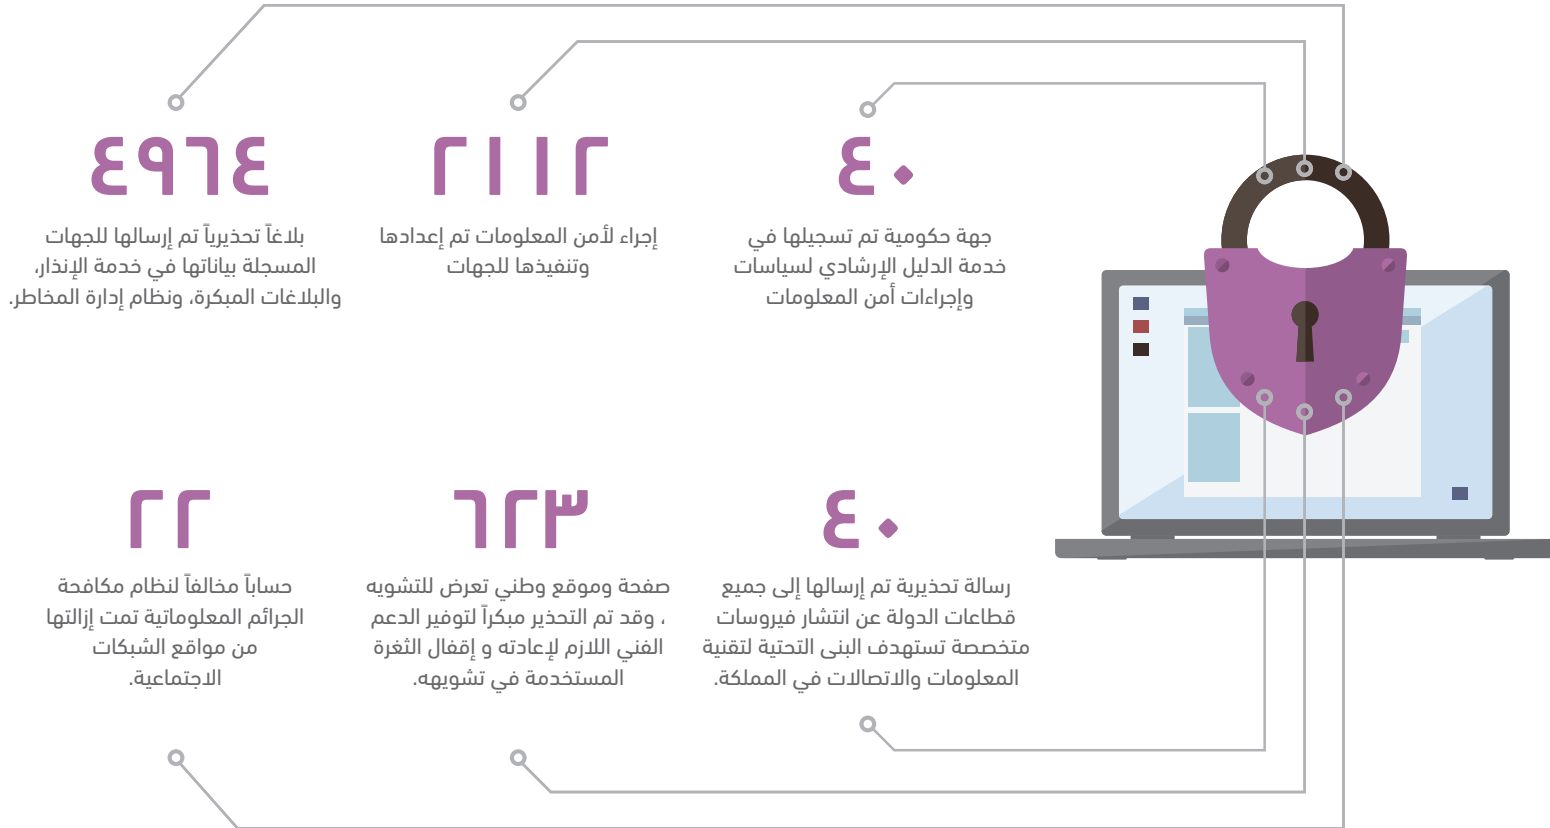 ٤٠
جهة حكومية تم تسجيلها في
خدمة الدليل الإرشادي لسياسات
وإجراءات أمن المعلومات
٢١١٢
إجراء لأمن المعلومات تم إعدادها
وتنفيذها للجهات
٤٩٦٤
بلاغاً تحذيرياً تم إرسالها للجهات
المسجلة بياناتها في خدمة الإنذار،
والبلاغات المبكرة، ونظام إدارة المخاطر.
٤٠
رسالة تحذيرية تم إرسالها إلى جميع
قطاعات الدولة عن انتشار فيروسات
متخصصة تستهدف البنى التحتية لتقنية
المعلومات والاتصالات في المملكة.
٦٢٣
صفحة وموقع وطني تعرض للتشويه
، وقد تم التحذير مبكراً لتوفير الدعم
الفني اللازم لإعادته و إقفال الثغرة
المستخدمة في تشويهه.
٢٢
حساباً مخالفاً لنظام مكافحة
الجرائم المعلوماتية تمت إزالتها
من مواقع الشبكات
الاجتماعية.